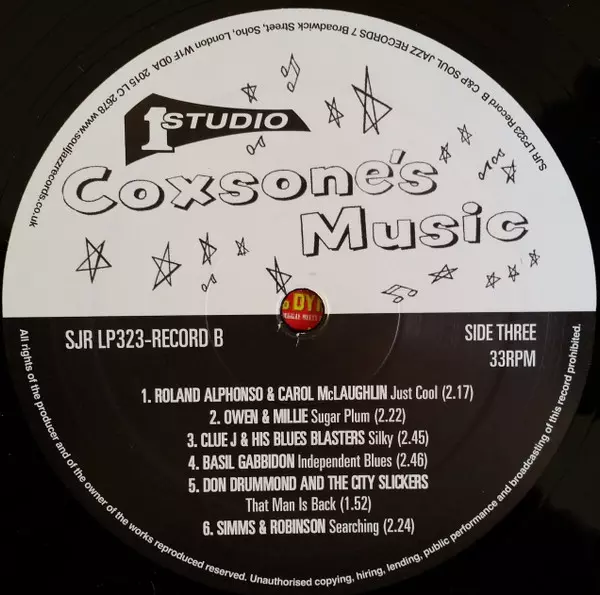 SJR LP323 Record B C&P SOUL JAZZ RECORDS 7 Broadwick Street, Soho, London W1F 0DA 2015 LC 2678 www.souljazzrecords.co.uk
1 STUDIO
Coxsone's
Music
DY
SJR LP323-RECORD B
SIDE THREE
33RPM
1. ROLAND ALPHONSO & CAROL McLAUGHLIN Just Cool (2.17)
2. OWEN & MILLIE Sugar Plum (2.22)
3. CLUE J & HIS BLUES BLASTERS Silky (2.45)
4. BASIL GABBIDON Independent Blues (2.46)
5. DON DRUMMOND AND THE CITY SLICKERS
That Man Is Back (1.52)
6. SIMMS & ROBINSON Searching (2.24)
All rights of the producer and of the owner of the works reproduced reserved. Unauthorised copying, hiring, lending, public performance and broadcasting of this record prohibited.